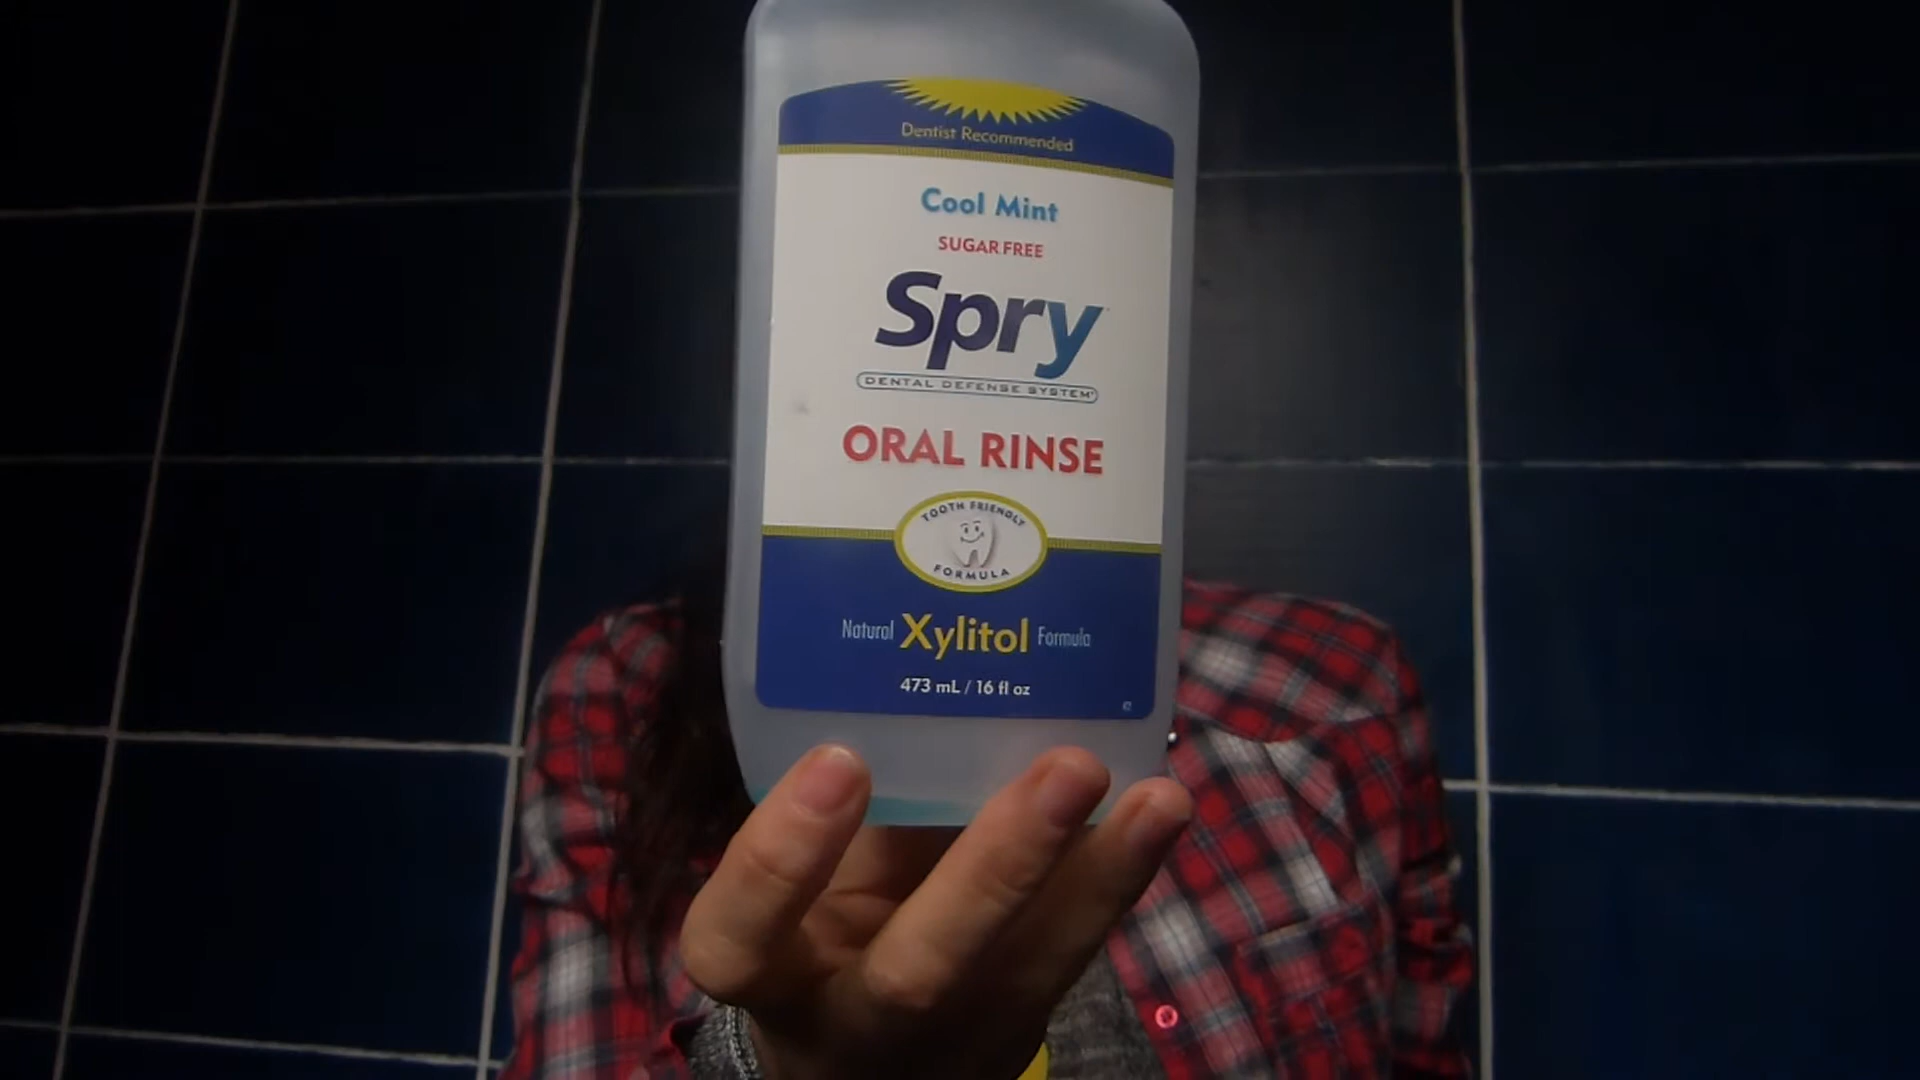 Dentist Recommended
Cool Mint
SUGAR FREE
Spry
DENTAL DEFENSE SYSTEM
ORAL RINSE
TOOTH FRIENDLY
FORMULA
Natural Xylitol Formula
473 mL / 16 fl oz